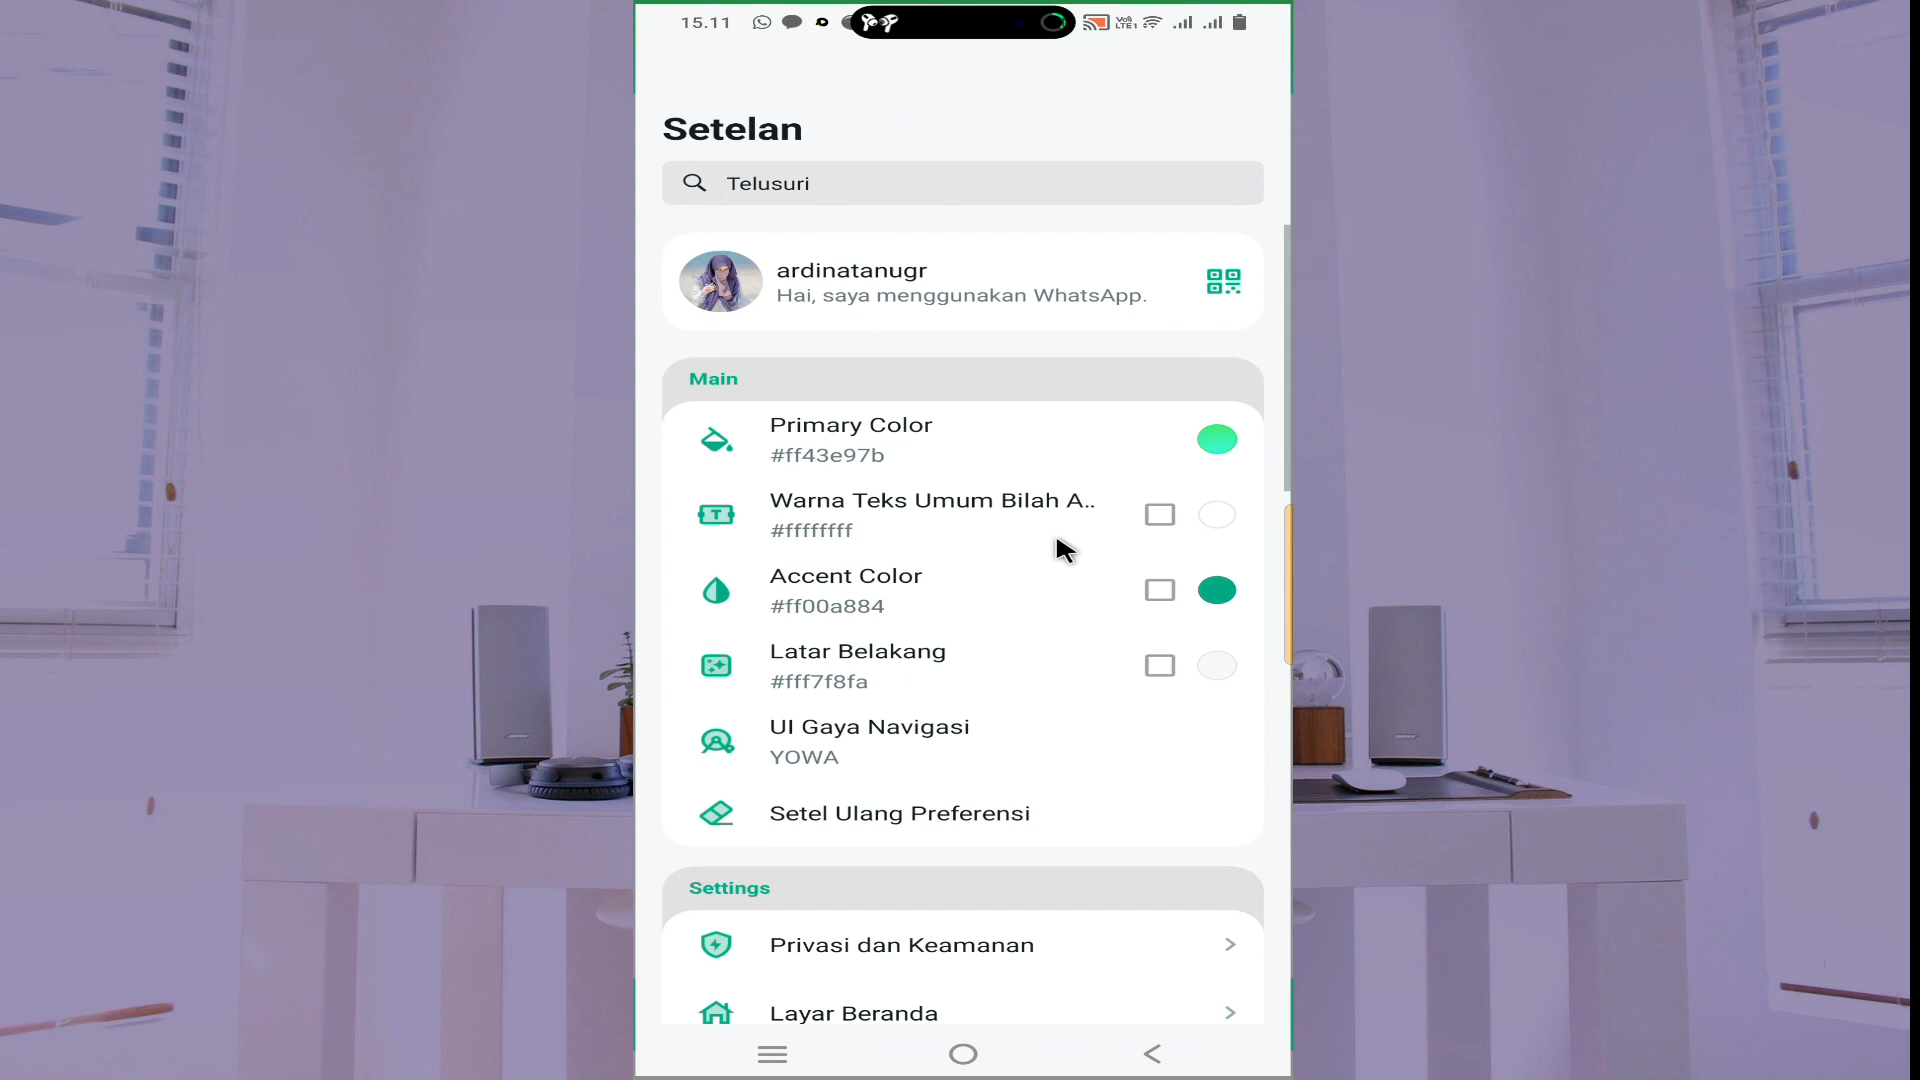 15.11
Setelan
Telusuri
ardinatanugr
Hai, saya menggunakan WhatsApp.
Main
Primary Color
#ff43e97b
Warna Teks Umum Bilah A..
#ffffffff
Accent Color
#ff00a884
Latar Belakang
#fff7f8fa
UI Gaya Navigasi
YOWA
Setel Ulang Preferensi
Settings
Privasi dan Keamanan
Layar Beranda